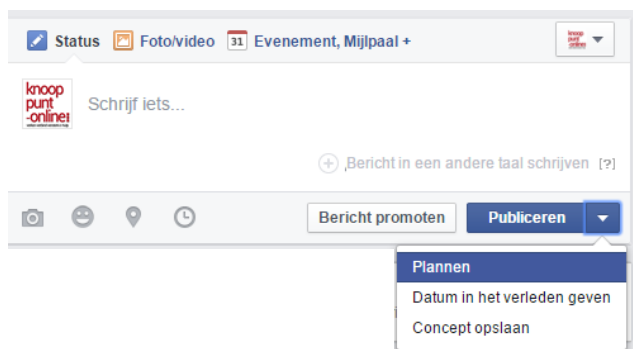 Status Foto/video 31 Evenement, Mijlpaal +
knoop
punt
-online!
Schrijf iets...
Bericht in een andere taal schrijven [?]
Bericht promoten Publiceren
Plannen
Datum in het verleden geven
Concept opslaan